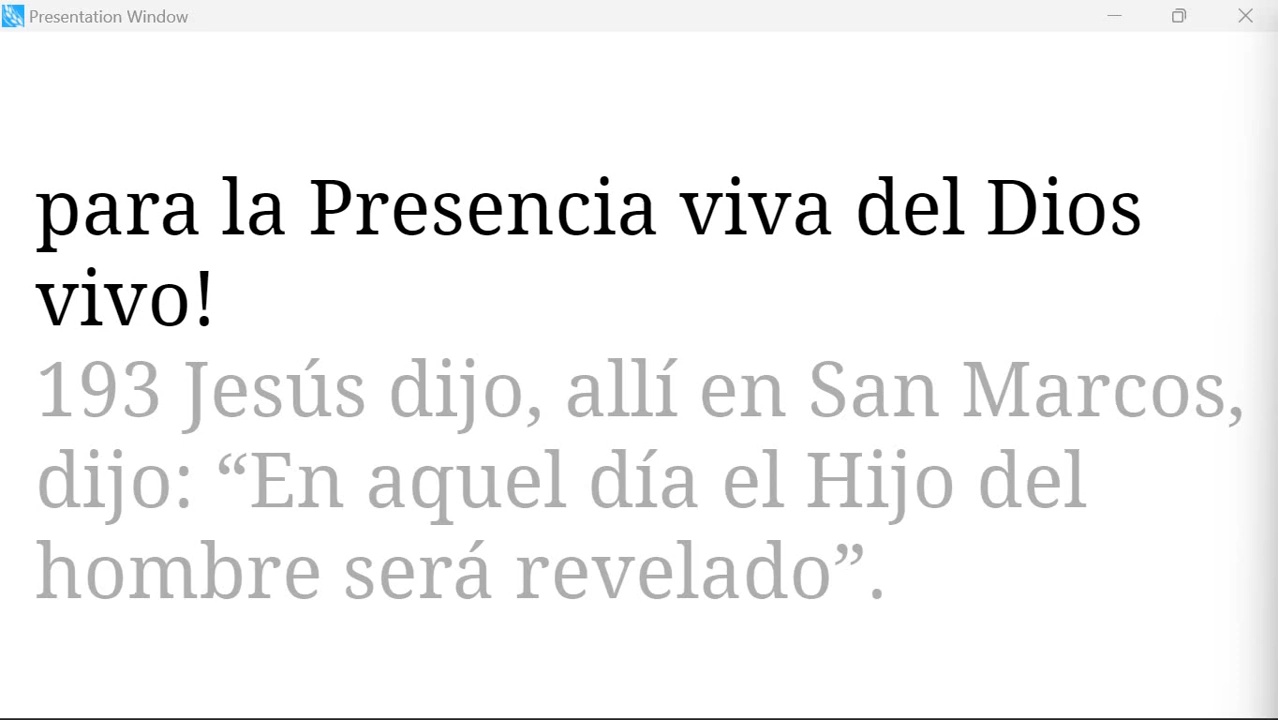 Presentation Window
para la Presencia viva del Dios
vivo!
193 Jesús dijo, allí en San Marcos,
dijo: “En aquel día el Hijo del
hombre será revelado”.